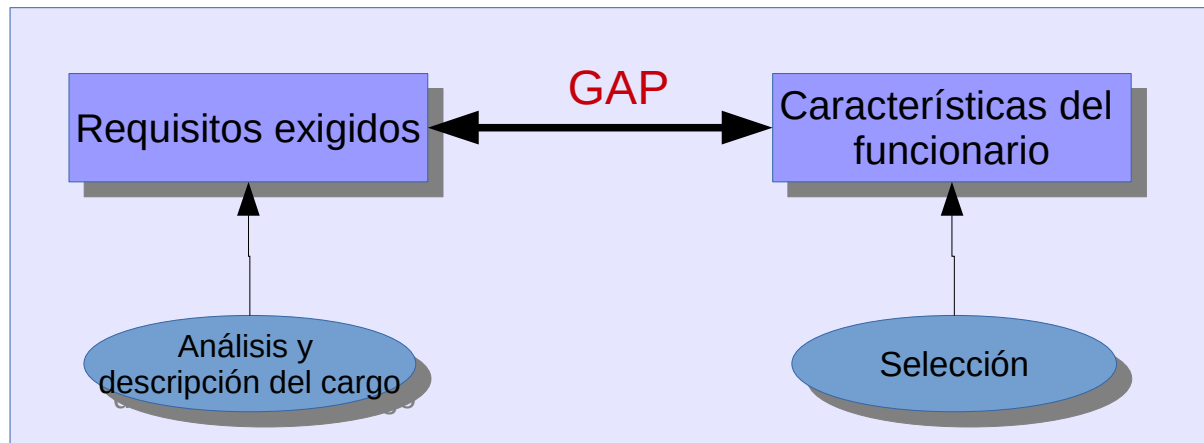 GAP
Requisitos exigidos
Características del
funcionario
Análisis y
descripción del cargo
Selección